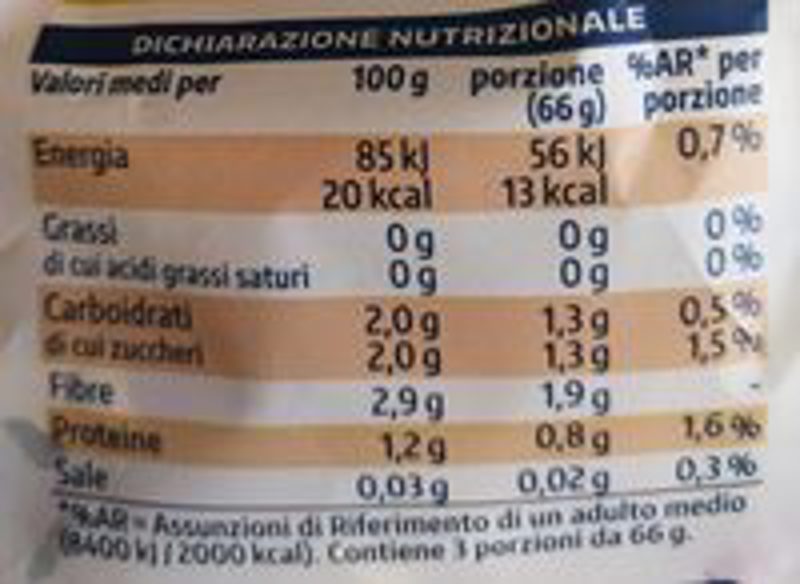 DICHIARAZIONE NUTRIZIONALE
Valori medi per 100 g porzione (66 g) %AR* per porzione
Energia 85 kJ 56 kJ 0,7 %
20 kcal 13 kcal
Grassi 0 g 0 g 0 %
di cui acidi grassi saturi 0 g 0 g 0 %
Carboidrati 2,0 g 1,3 g 0,5 %
di cui zuccheri 2,0 g 1,3 g 1,5 %
Fibre 2,9 g 1,9 g -
Proteine 1,2 g 0,8 g 1,6 %
Sale 0,03 g 0,02 g 0,3 %
*%AR = Assunzioni di Riferimento di un adulto medio
(8400 kJ / 2000 kcal). Contiene 3 porzioni da 66 g.